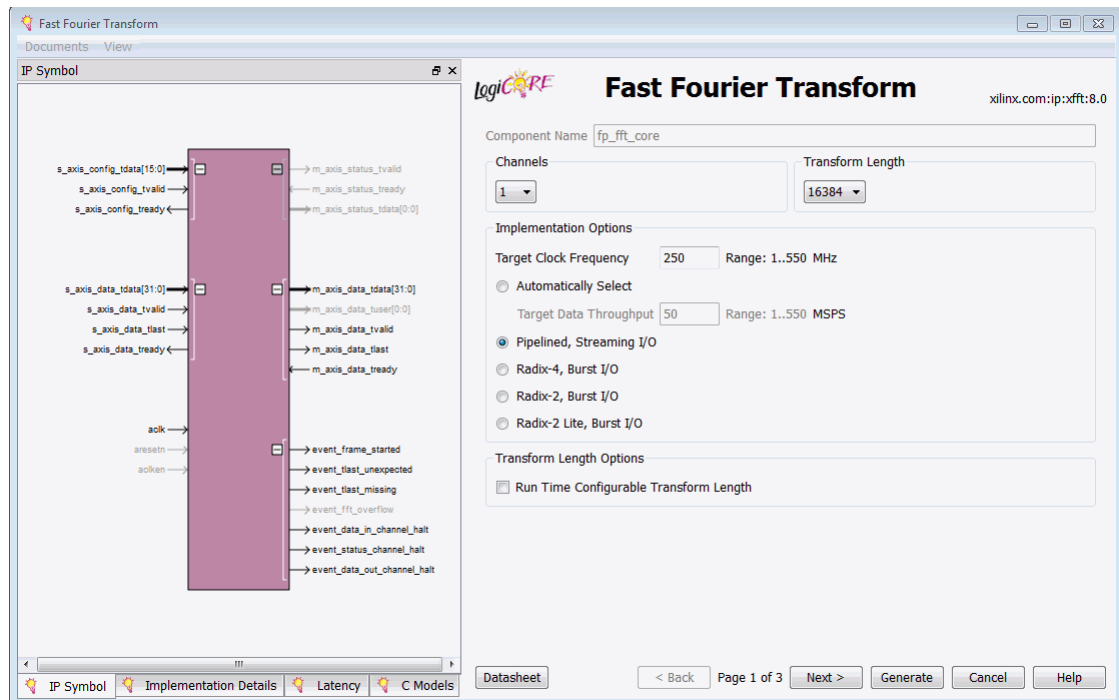 Fast Fourier Transform
Documents View
IP Symbol
s_axis_config_tdata[15:0]
s_axis_config_tvalid
s_axis_config_tready
s_axis_data_tdata[31:0]
s_axis_data_tvalid
s_axis_data_tlast
s_axis_data_tready
aclk
aresetn
aclken
m_axis_status_tvalid
m_axis_status_tready
m_axis_status_tdata[0:0]
m_axis_data_tdata[31:0]
m_axis_data_tuser[0:0]
m_axis_data_tvalid
m_axis_data_tlast
m_axis_data_tready
event_frame_started
event_tlast_unexpected
event_tlast_missing
event_fft_overflow
event_data_in_channel_halt
event_status_channel_halt
event_data_out_channel_halt
IP Symbol Implementation Details Latency C Models
LogiCORE Fast Fourier Transform xilinx.com:ip:xfft:8.0
Component Name fp_fft_core
Channels
1
Transform Length
16384
Implementation Options
Target Clock Frequency 250 Range: 1..550 MHz
Automatically Select
Target Data Throughput 50 Range: 1..550 MSPS
Pipelined, Streaming I/O
Radix-4, Burst I/O
Radix-2, Burst I/O
Radix-2 Lite, Burst I/O
Transform Length Options
Run Time Configurable Transform Length
Datasheet < Back Page 1 of 3 Next > Generate Cancel Help